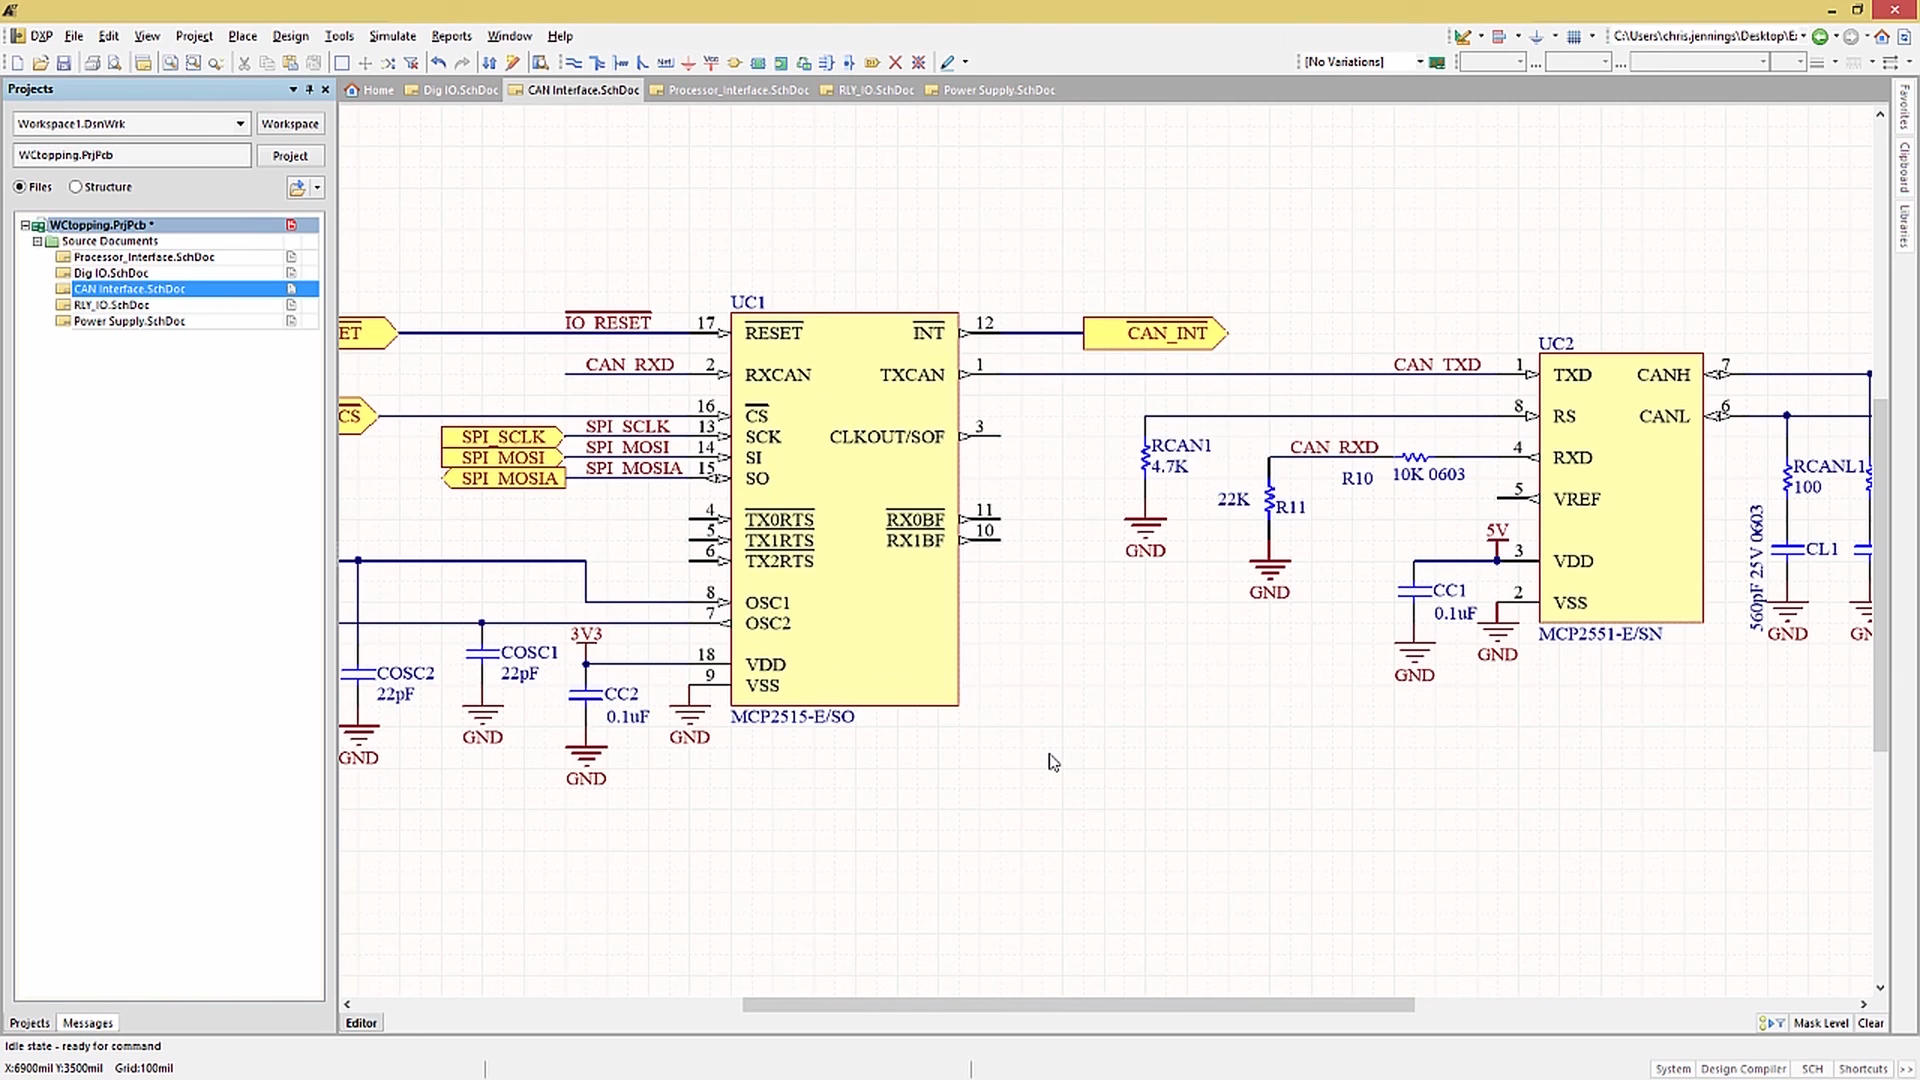 DXP File Edit View Project Place Design Tools Simulate Reports Window Help
C:\Users\chris.jennings\Desktop\E:
[No Variations]
Projects
Home Dig IO.SchDoc CAN Interface.SchDoc Processor_Interface.SchDoc RLY_IO.SchDoc Power Supply.SchDoc
Workspace1.DsnWrk Workspace
WCtopping.PrjPcb Project
Files Structure
WCtopping.PrjPcb *
Source Documents
Processor_Interface.SchDoc
Dig IO.SchDoc
CAN Interface.SchDoc
RLY_IO.SchDoc
Power Supply.SchDoc
Favorites
Clipboard
Libraries
UC1
ET
IO_RESET 17 RESET INT 12 CAN_INT
CAN_RXD 2 RXCAN TXCAN 1
CS
16 CS
SPI_SCLK SPI_SCLK 13 SCK CLKOUT/SOF 3
SPI_MOSI SPI_MOSI 14 SI
SPI_MOSIA SPI_MOSIA 15 SO
4 TX0RTS RX0BF 11
5 TX1RTS RX1BF 10
6 TX2RTS
8 OSC1
7 OSC2
18 VDD
9 VSS
MCP2515-E/SO
COSC2
22pF
GND
COSC1
22pF
GND
3V3
CC2
0.1uF
GND
GND
UC2
CAN_TXD 1 TXD CANH 7
8 RS CANL 6
CAN_RXD 4 RXD
5 VREF
3 VDD
2 VSS
MCP2551-E/SN
RCAN1
4.7K
GND
R10 10K 0603
22K R11
GND
5V
CC1
0.1uF
GND
GND
RCANL1
100
560pF 25V 0603
CL1
GND
GN
Projects Messages
Editor
Mask Level Clear
Idle state - ready for command
X:6900mil Y:3500mil Grid:100mil
System Design Compiler SCH Shortcuts >>